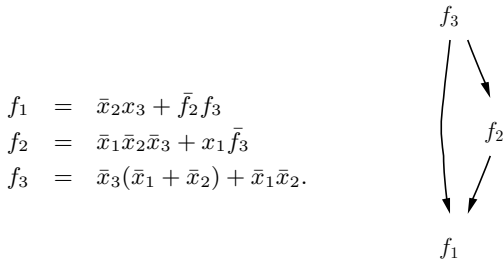 f₃
f₁ = x̄₂x₃ + f̄₂f₃
f₂ = x̄₁x̄₂x̄₃ + x₁f̄₃
f₂
f₃ = x̄₃(x̄₁ + x̄₂) + x̄₁x̄₂.
f₁